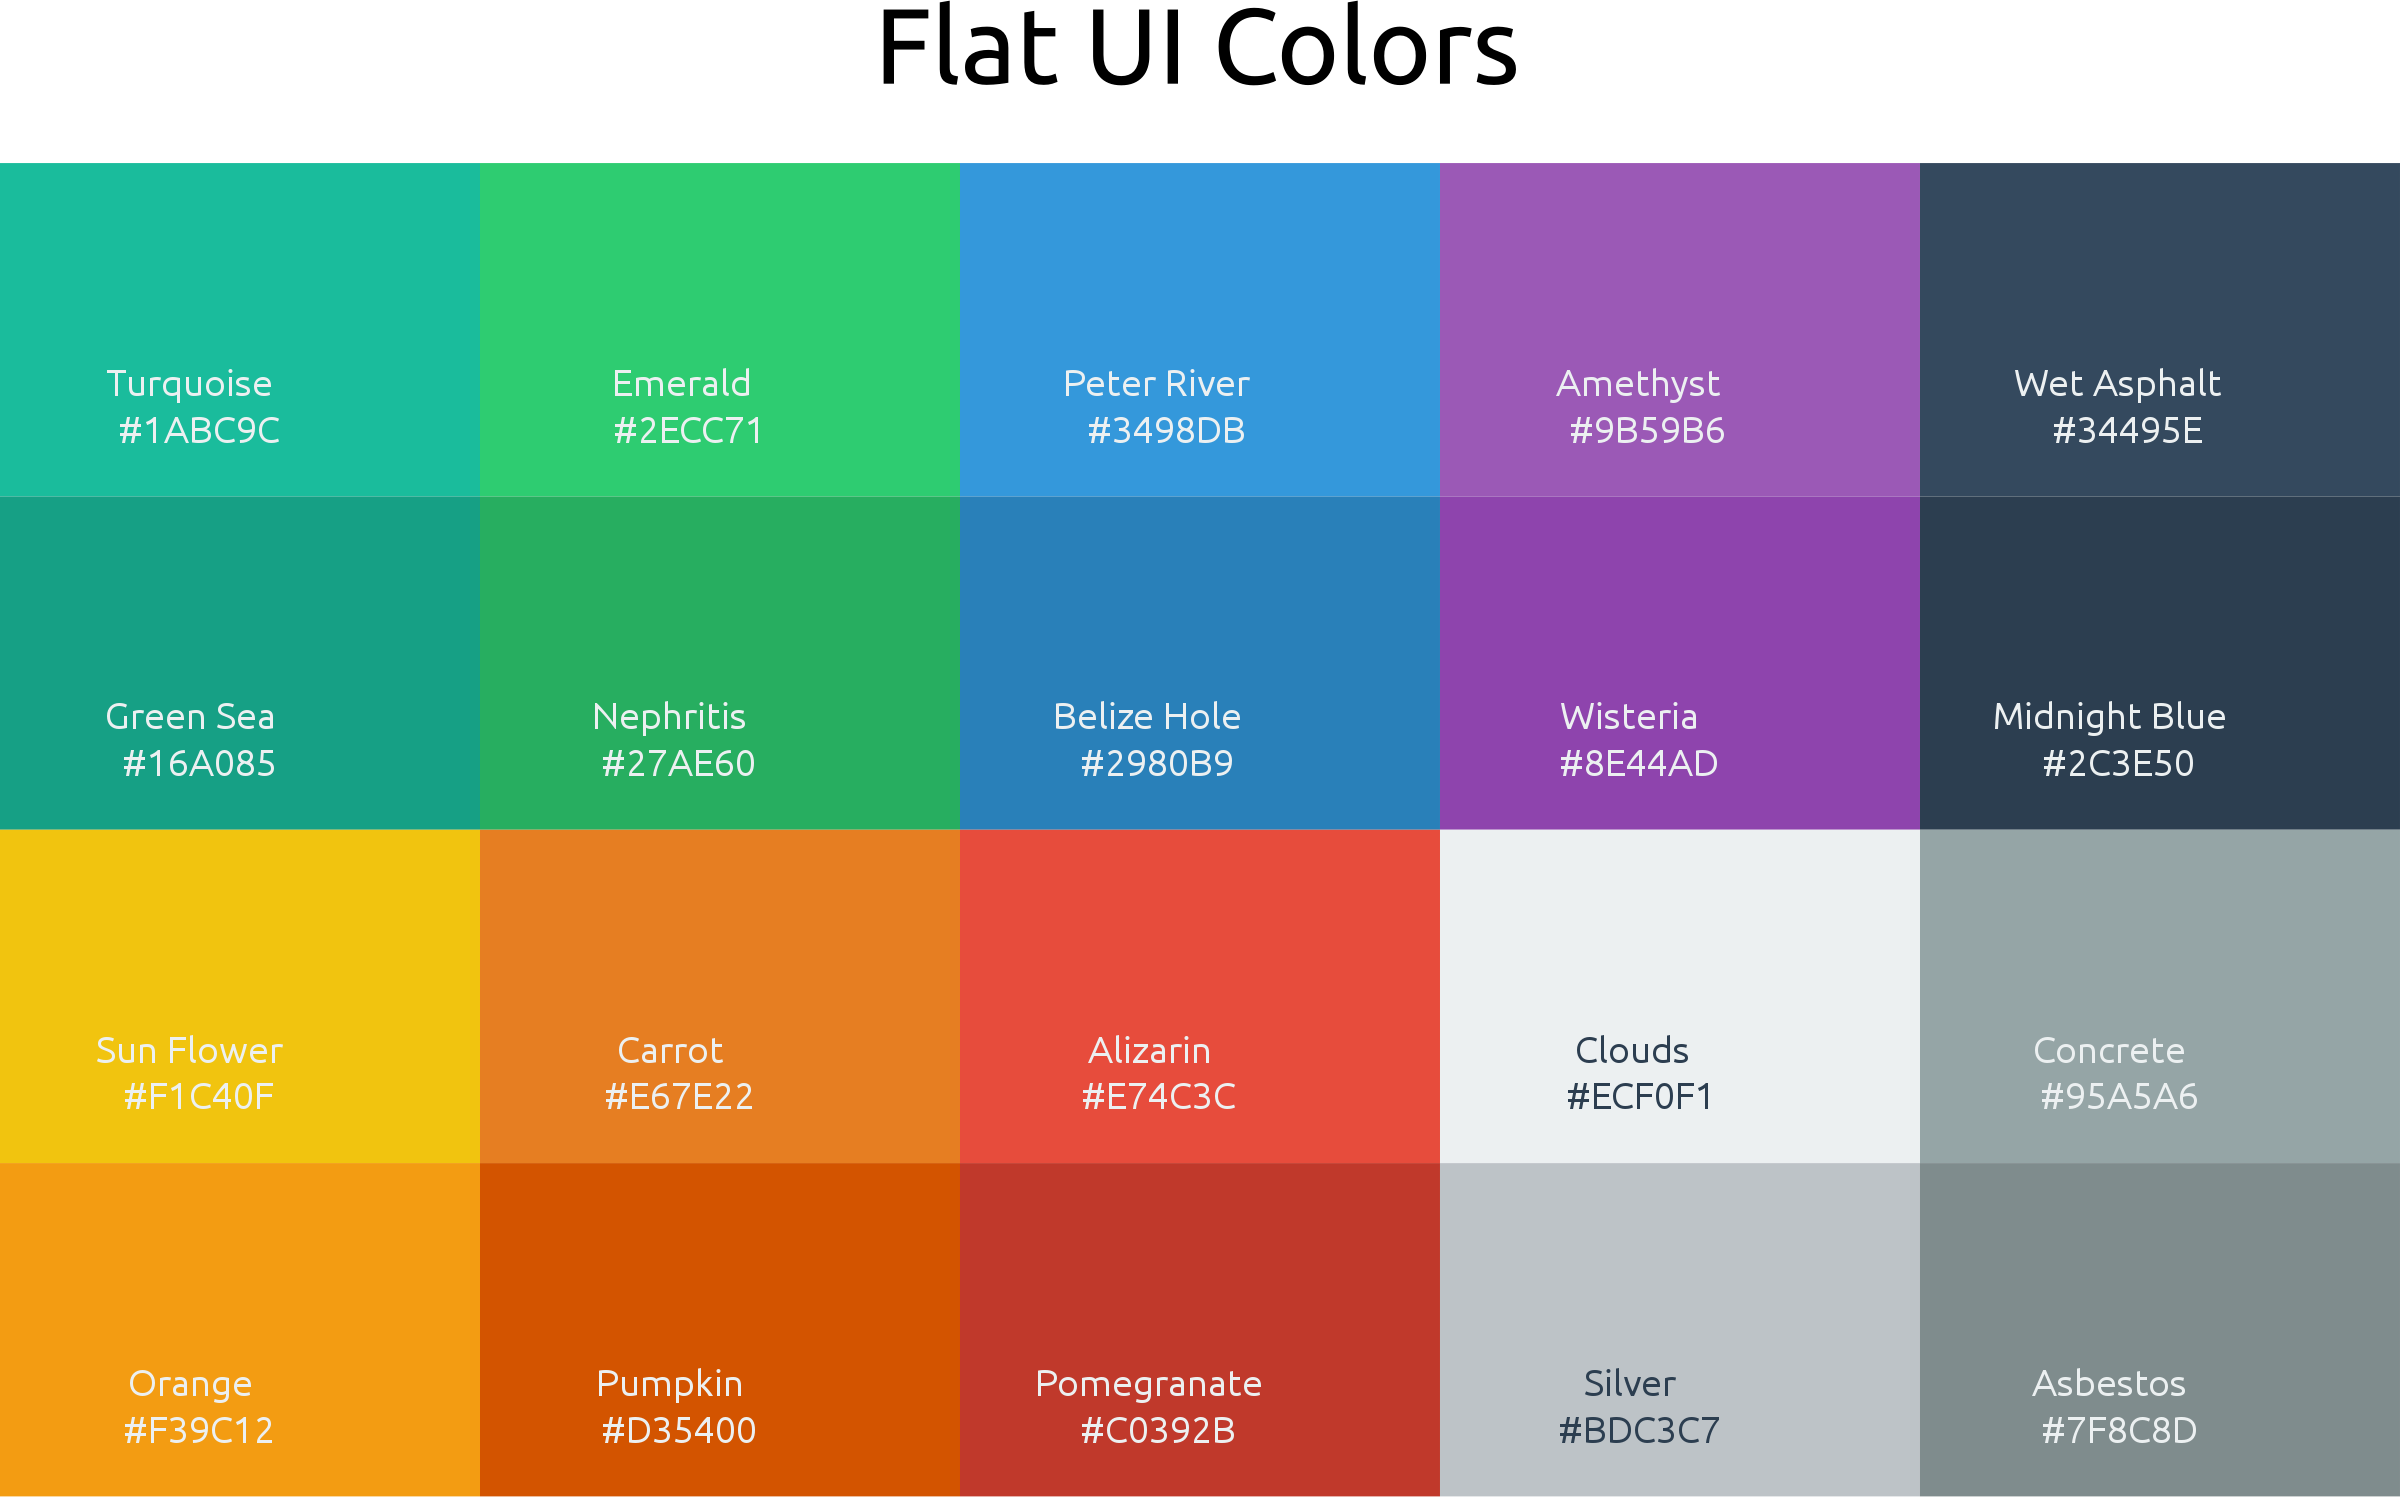 Flat UI Colors
Turquoise
#1ABC9C
Emerald
#2ECC71
Peter River
#3498DB
Amethyst
#9B59B6
Wet Asphalt
#34495E
Green Sea
#16A085
Nephritis
#27AE60
Belize Hole
#2980B9
Wisteria
#8E44AD
Midnight Blue
#2C3E50
Sun Flower
#F1C40F
Carrot
#E67E22
Alizarin
#E74C3C
Clouds
#ECF0F1
Concrete
#95A5A6
Orange
#F39C12
Pumpkin
#D35400
Pomegranate
#C0392B
Silver
#BDC3C7
Asbestos
#7F8C8D